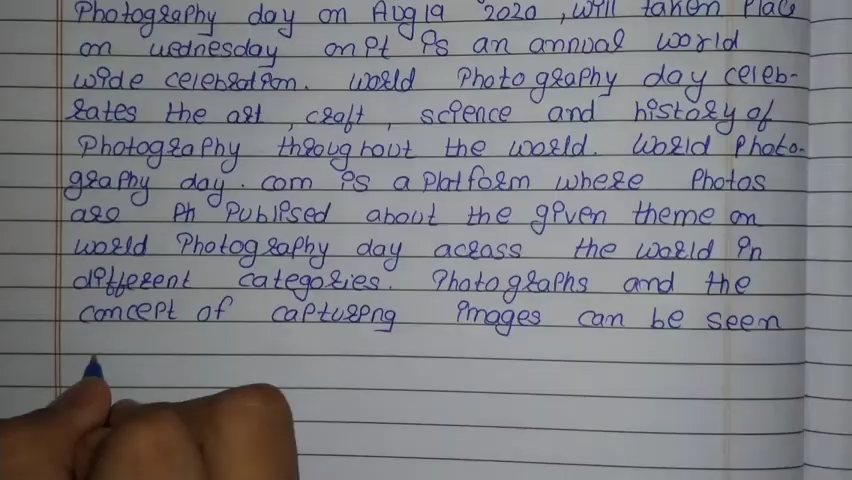 Photography day on Aug 19 2020, will taken Place
on wednesday on it is an annual world
wide celebration. World Photography day celeb-
rates the art, craft, science and history of
Photography throughout the world. World Photo-
graphy day. com is a platform where Photos
are in Publised about the given theme on
world Photography day across the world in
different categories. Photographs and the
concept of capturing images can be seen